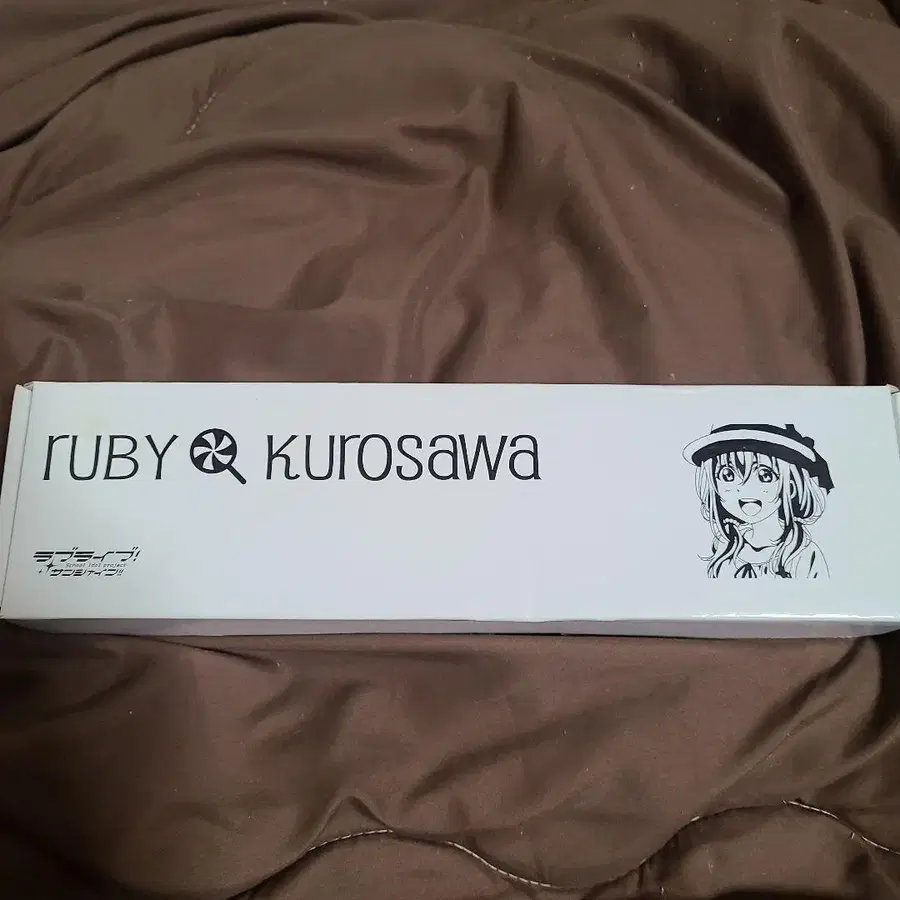 rUBY KUrosawa
ラブライブ!
School idol project
サンシャイン!!